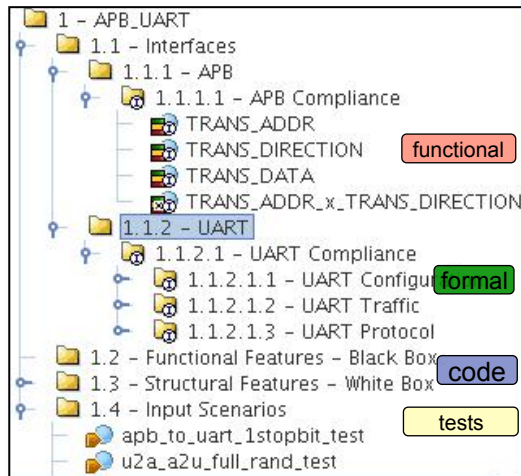 1 - APB_UART
1.1 - Interfaces
1.1.1 - APB
1.1.1.1 - APB Compliance
TRANS_ADDR
TRANS_DIRECTION
functional
TRANS_DATA
TRANS_ADDR_x_TRANS_DIRECTION
1.1.2 - UART
1.1.2.1 - UART Compliance
1.1.2.1.1 - UART Configu
formal
1.1.2.1.2 - UART Traffic
1.1.2.1.3 - UART Protocol
1.2 - Functional Features - Black Box
code
1.3 - Structural Features - White Box
1.4 - Input Scenarios
tests
apb_to_uart_1stopbit_test
u2a_a2u_full_rand_test